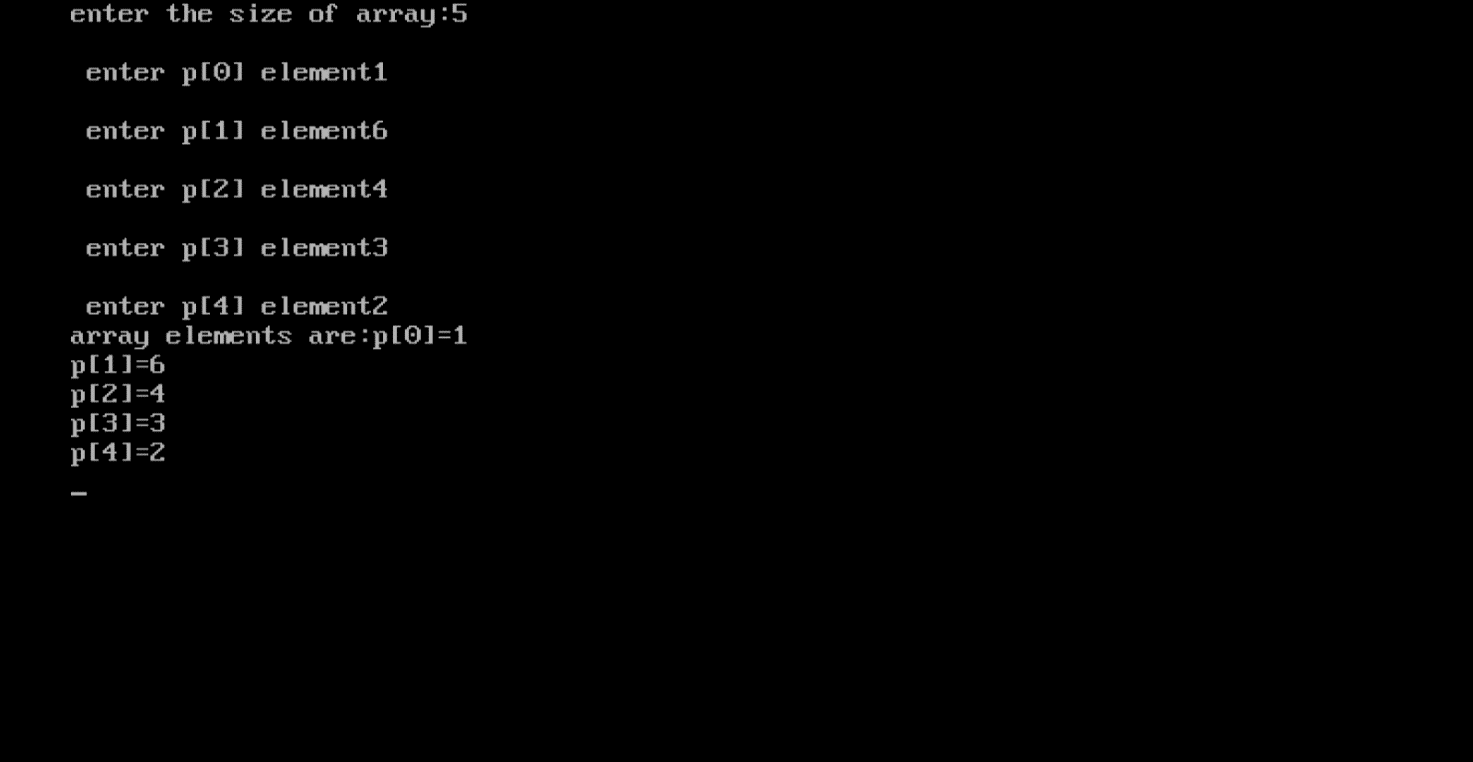 enter the size of array:5
enter p[0] element1
enter p[1] element6
enter p[2] element4
enter p[3] element3
enter p[4] element2
array elements are:p[0]=1
p[1]=6
p[2]=4
p[3]=3
p[4]=2
_